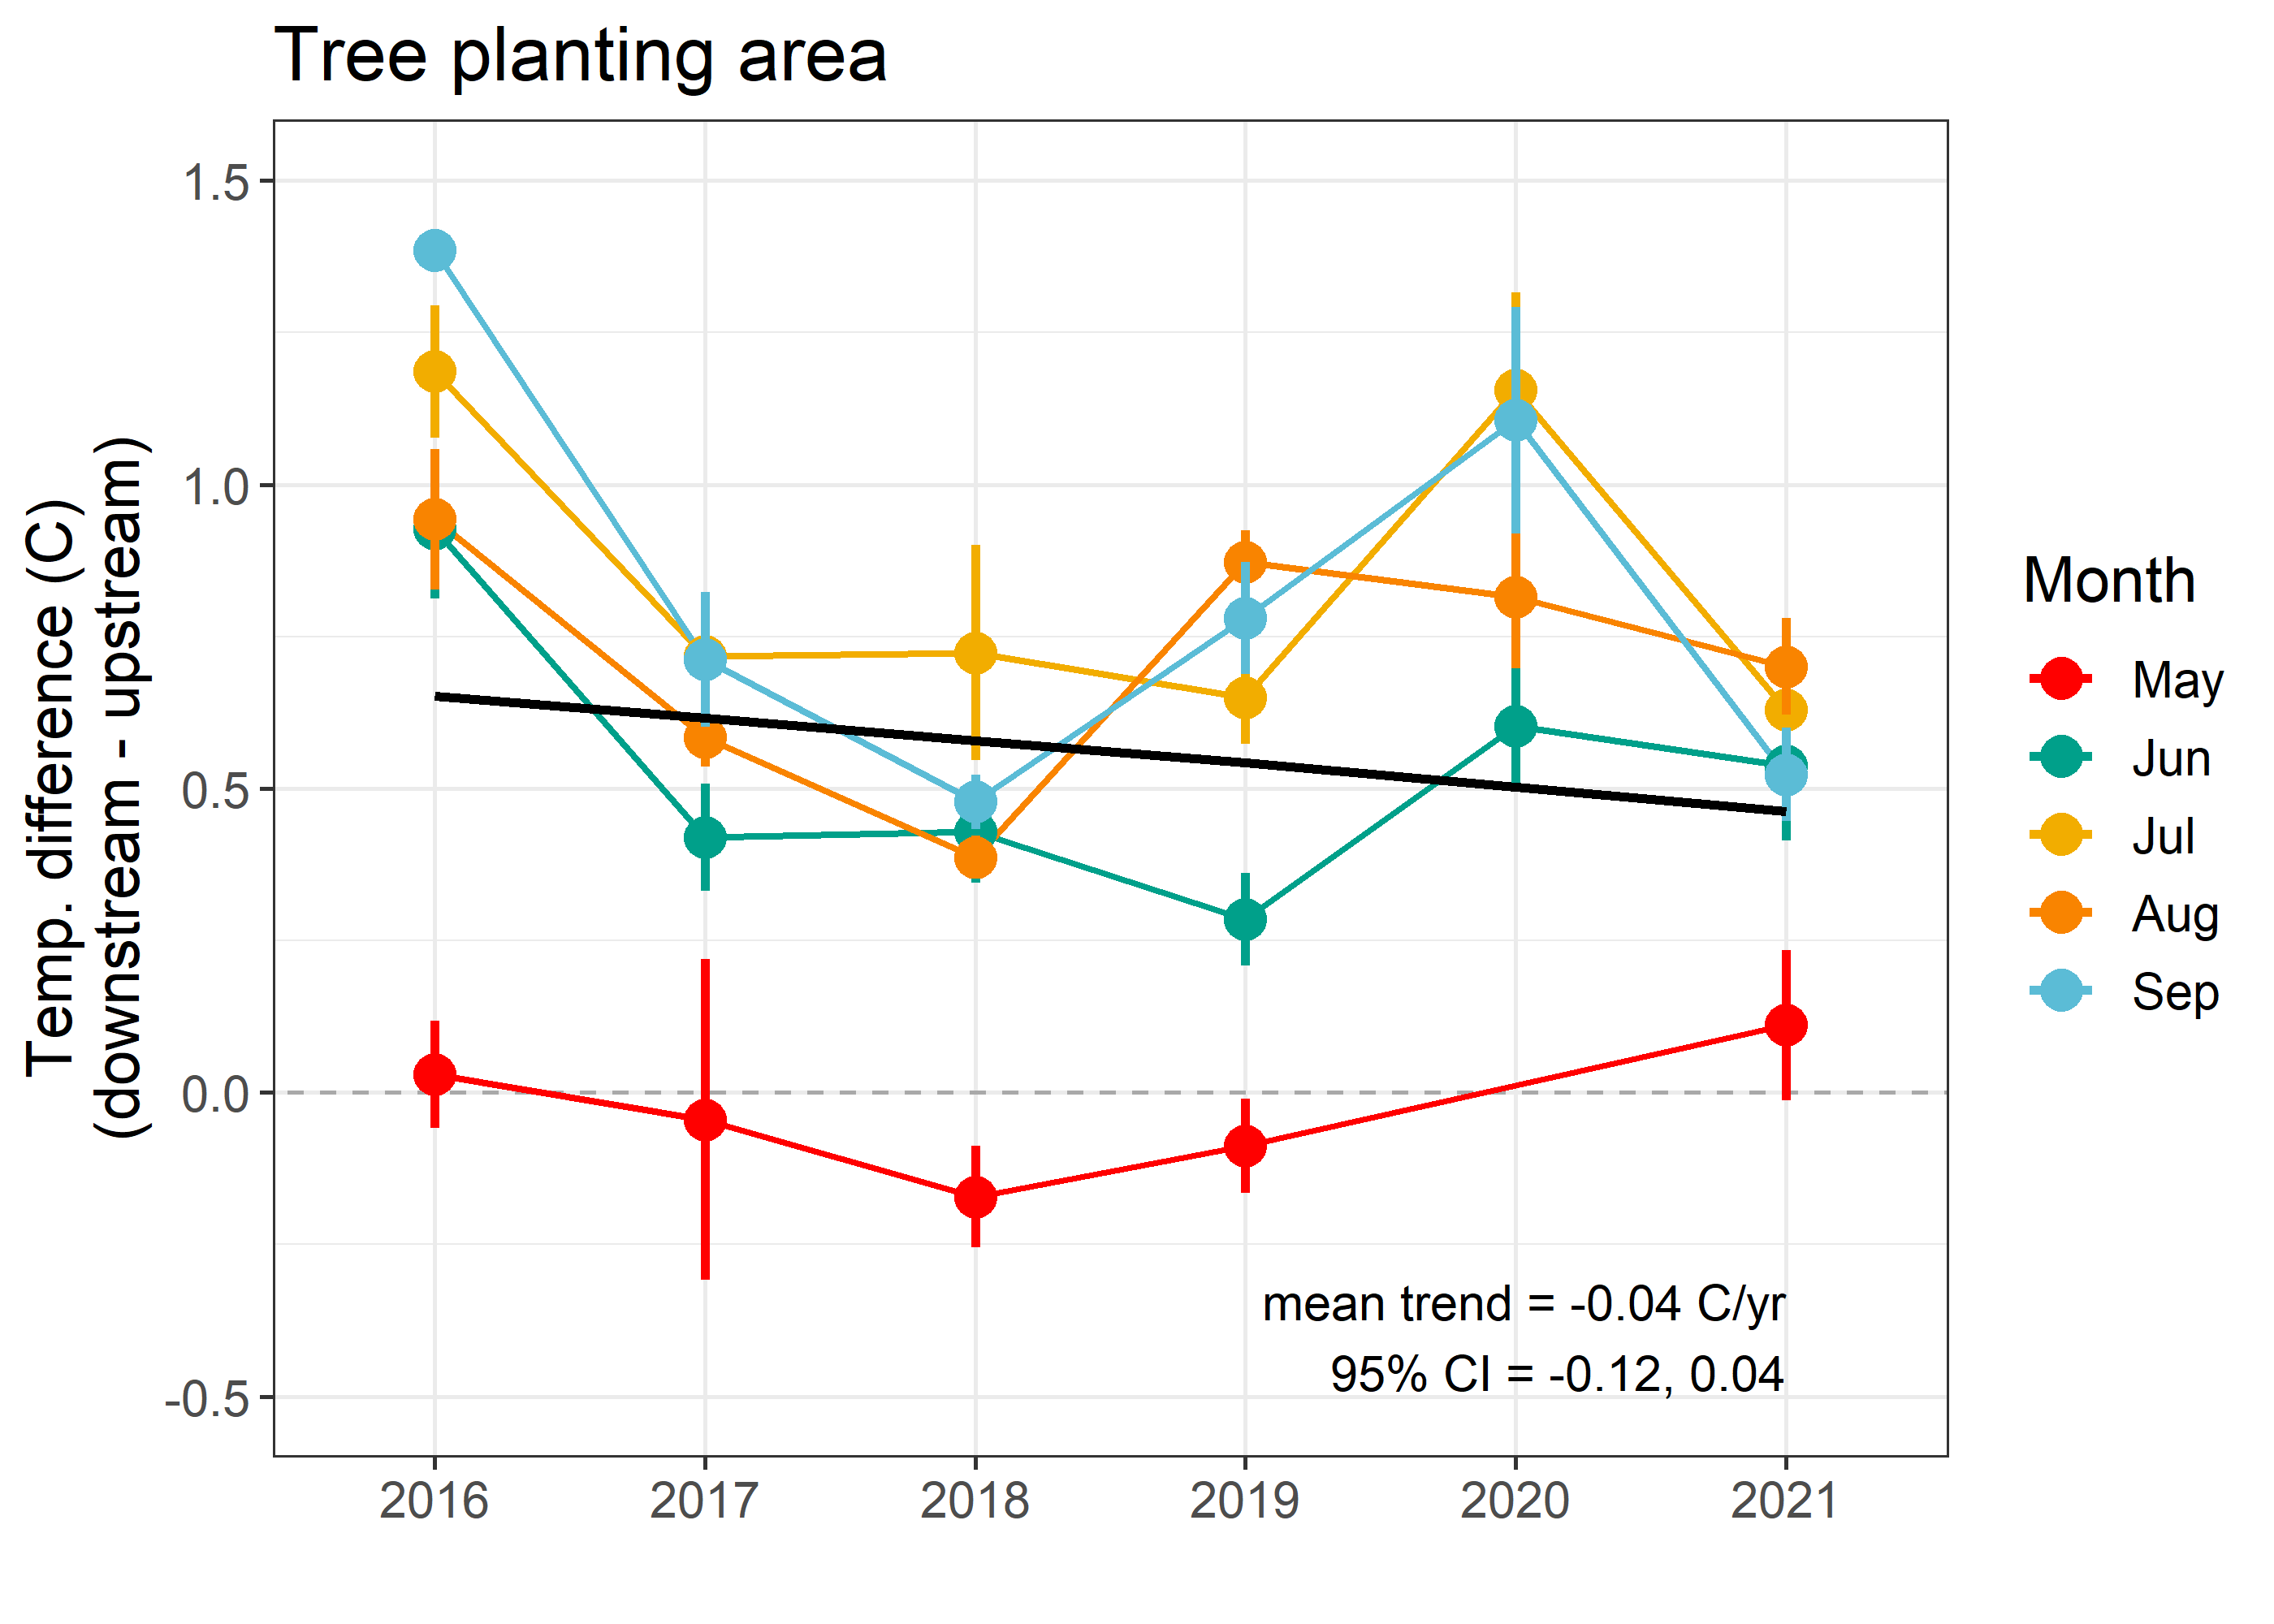 Tree planting area
Temp. difference (C)
(downstream - upstream)
1.5
1.0
0.5
0.0
-0.5
mean trend = -0.04 C/yr
95% CI = -0.12, 0.04
2016 2017 2018 2019 2020 2021
Month
May
Jun
Jul
Aug
Sep